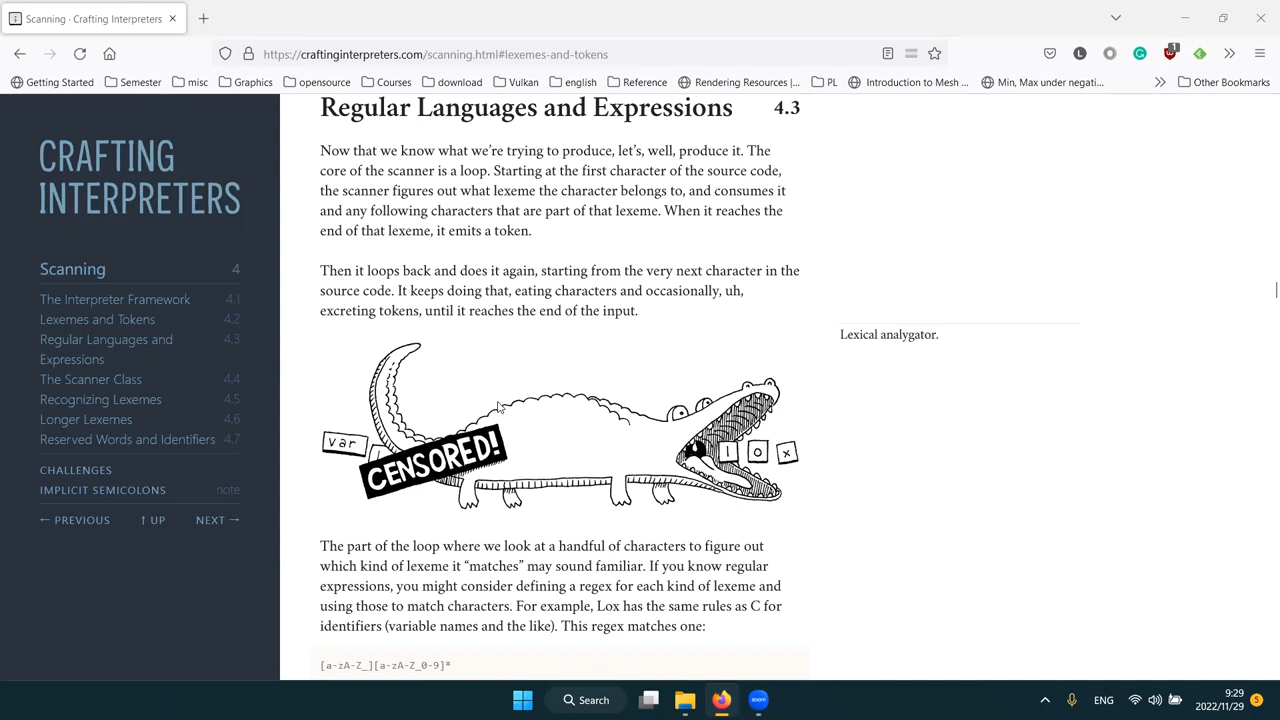 Scanning · Crafting Interpreters
https://craftinginterpreters.com/scanning.html#lexemes-and-tokens
1
Getting Started Semester misc Graphics opensource Courses download Vulkan english Reference Rendering Resources |... PL Introduction to Mesh ... Min, Max under negati... Other Bookmarks
CRAFTING
INTERPRETERS
Scanning 4
The Interpreter Framework 4.1
Lexemes and Tokens 4.2
Regular Languages and 4.3
Expressions
The Scanner Class 4.4
Recognizing Lexemes 4.5
Longer Lexemes 4.6
Reserved Words and Identifiers 4.7
CHALLENGES
IMPLICIT SEMICOLONS note
← PREVIOUS ↑ UP NEXT →
Regular Languages and Expressions 4.3
Now that we know what we’re trying to produce, let’s, well, produce it. The
core of the scanner is a loop. Starting at the first character of the source code,
the scanner figures out what lexeme the character belongs to, and consumes it
and any following characters that are part of that lexeme. When it reaches the
end of that lexeme, it emits a token.
Then it loops back and does it again, starting from the very next character in the
source code. It keeps doing that, eating characters and occasionally, uh,
excreting tokens, until it reaches the end of the input.
Lexical analygator.
var
CENSORED!
l o x
The part of the loop where we look at a handful of characters to figure out
which kind of lexeme it “matches” may sound familiar. If you know regular
expressions, you might consider defining a regex for each kind of lexeme and
using those to match characters. For example, Lox has the same rules as C for
identifiers (variable names and the like). This regex matches one:
[a-zA-Z_][a-zA-Z_0-9]*
Search
ENG
9:29
2022/11/29
5